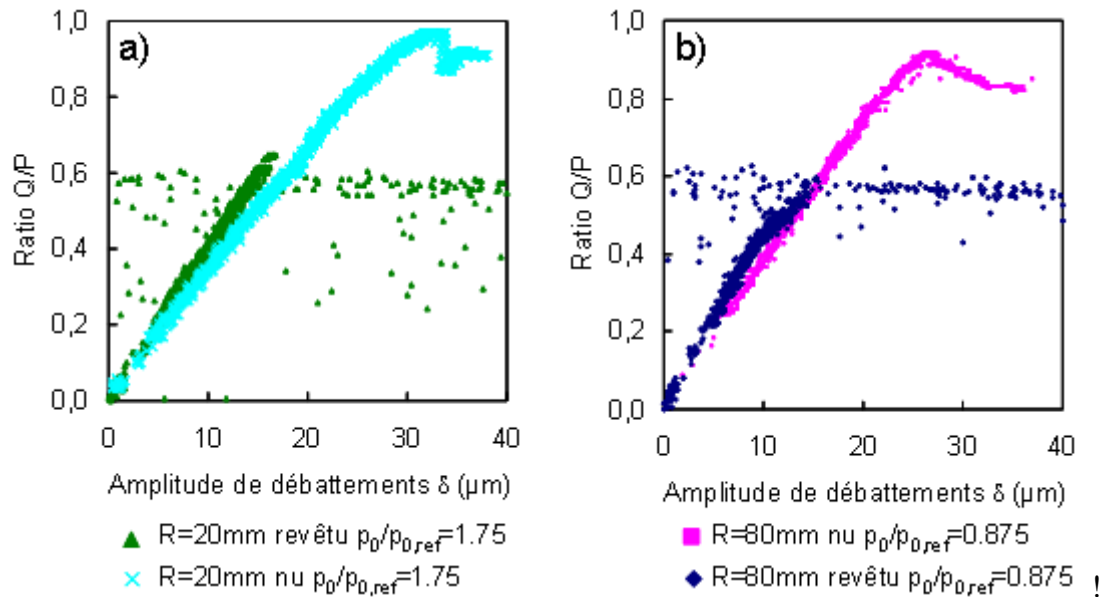 a)
1,0
0,8
0,6
0,4
0,2
0,0
Ratio Q/P
0 10 20 30 40
Amplitude de débattements δ (µm)
R=20mm revêtu p0/p0,ref=1.75
R=20mm nu p0/p0,ref=1.75
b)
1,0
0,8
0,6
0,4
0,2
0,0
Ratio Q/P
0 10 20 30 40
Amplitude de débattements δ (µm)
R=80mm nu p0/p0,ref=0.875
R=80mm revêtu p0/p0,ref=0.875 !